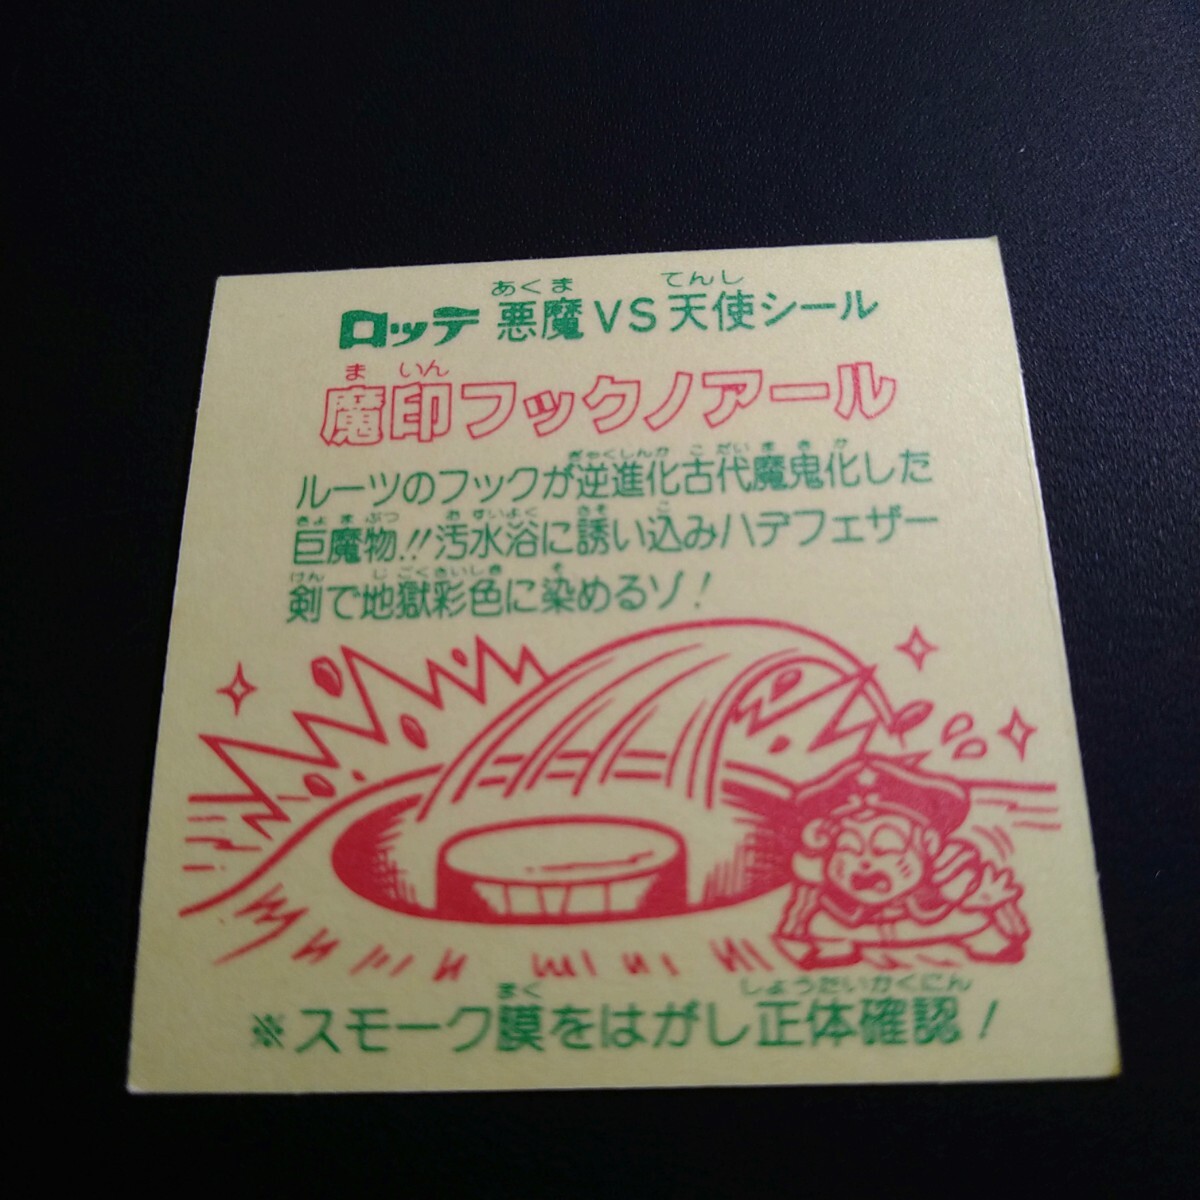 ロッテ 悪魔VS天使シール
魔印フックノアール
ルーツのフックが逆進化古代魔鬼化した
巨魔物!!汚水浴に誘い込みハデフェザー
剣で地獄彩色に染めるゾ!
※スモーク膜をはがし正体確認!